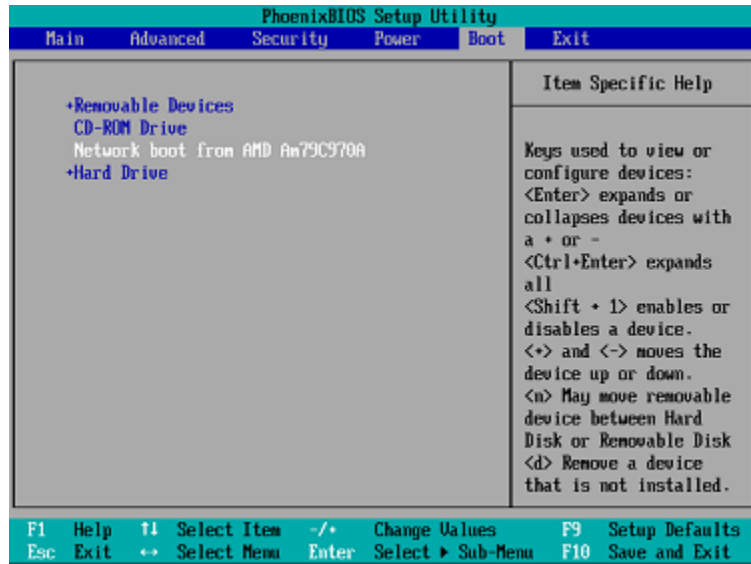 PhoenixBIOS Setup Utility
Main Advanced Security Power Boot Exit
+Removable Devices
CD-ROM Drive
Network boot from AMD Am79C970A
+Hard Drive
Item Specific Help
Keys used to view or
configure devices:
<Enter> expands or
collapses devices with
a + or -
<Ctrl+Enter> expands
all
<Shift + 1> enables or
disables a device.
<+> and <-> moves the
device up or down.
<n> May move removable
device between Hard
Disk or Removable Disk
<d> Remove a device
that is not installed.
F1 Help ↑↓ Select Item -/+ Change Values F9 Setup Defaults
Esc Exit ↔ Select Menu Enter Select ▶ Sub-Menu F10 Save and Exit